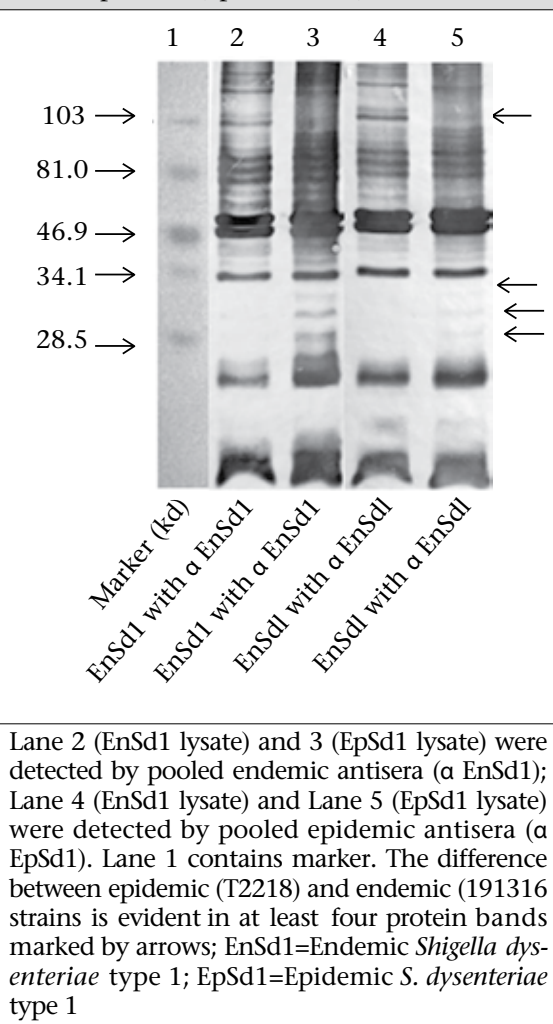 1 2 3 4 5
103
81.0
46.9
34.1
28.5
Marker (kd)
EnSd1 with α EnSd1
EnSd1 with α EnSd1
EnSdl with α EnSdl
EnSdl with α EnSdl
Lane 2 (EnSd1 lysate) and 3 (EpSd1 lysate) were
detected by pooled endemic antisera (α EnSd1);
Lane 4 (EnSd1 lysate) and Lane 5 (EpSd1 lysate)
were detected by pooled epidemic antisera (α
EpSd1). Lane 1 contains marker. The difference
between epidemic (T2218) and endemic (191316
strains is evident in at least four protein bands
marked by arrows; EnSd1=Endemic Shigella dys-
enteriae type 1; EpSd1=Epidemic S. dysenteriae
type 1